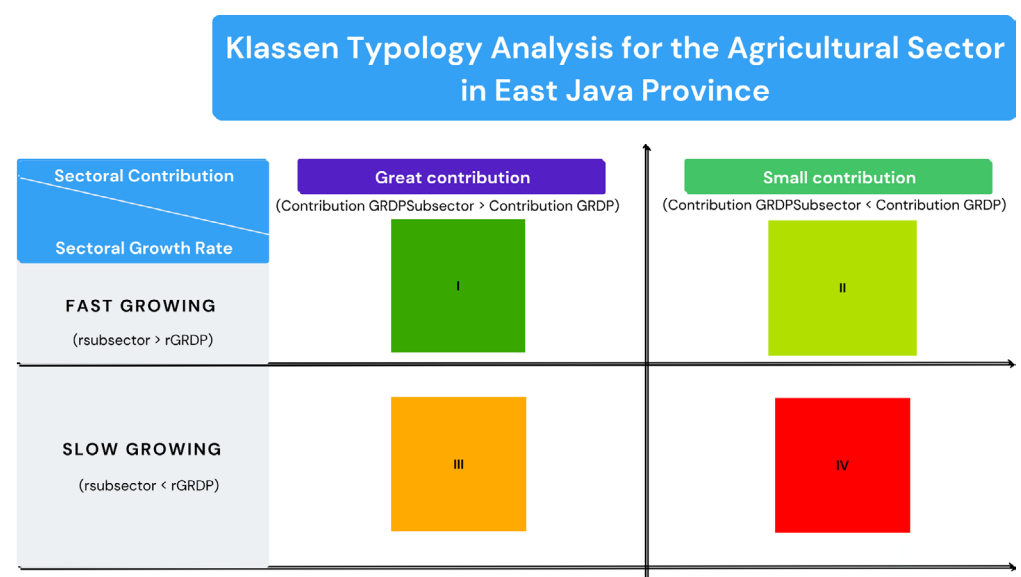 Klassen Typology Analysis for the Agricultural Sector
in East Java Province
Sectoral Contribution
Sectoral Growth Rate
Great contribution
(Contribution GRDPSubsector > Contribution GRDP)
Small contribution
(Contribution GRDPSubsector < Contribution GRDP)
FAST GROWING
(rsubsector > rGRDP)
I
II
SLOW GROWING
(rsubsector < rGRDP)
III
IV